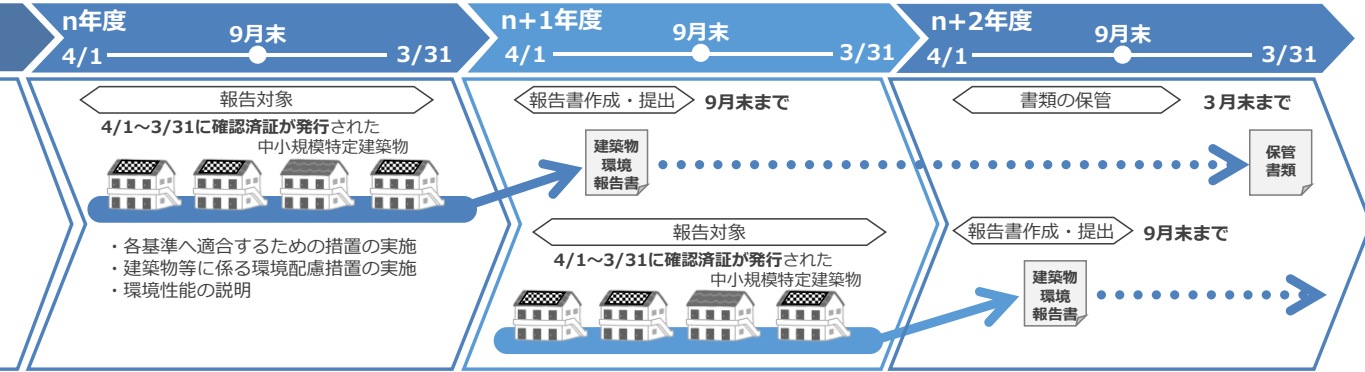 n年度
4/1
9月末
3/31
n+1年度
4/1
9月末
3/31
n+2年度
4/1
9月末
3/31
報告対象
4/1～3/31に確認済証が発行された
中小規模特定建築物
・各基準へ適合するための措置の実施
・建築物等に係る環境配慮措置の実施
・環境性能の説明
報告書作成・提出
9月末まで
建築物
環境
報告書
報告対象
4/1～3/31に確認済証が発行された
中小規模特定建築物
書類の保管
３月末まで
保管
書類
報告書作成・提出
9月末まで
建築物
環境
報告書